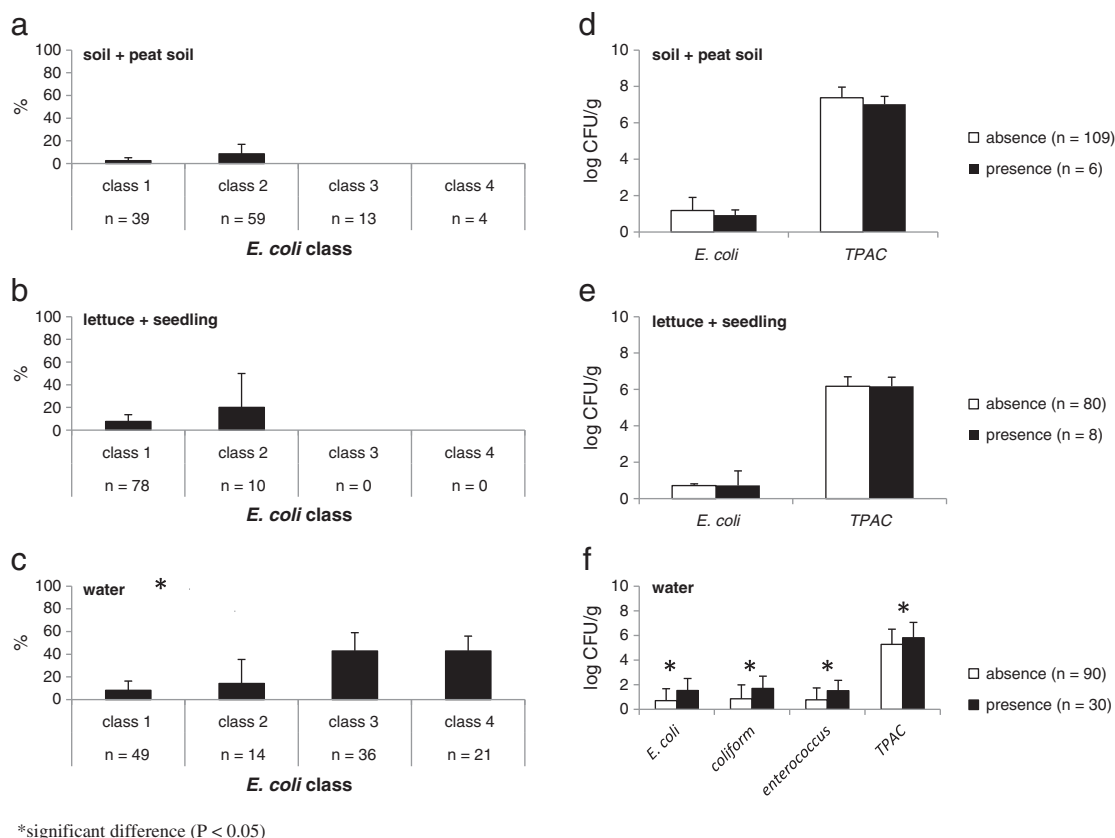 a
soil + peat soil
100
80
60
40
20
0
%
class 1 class 2 class 3 class 4
n = 39 n = 59 n = 13 n = 4
E. coli class
d
soil + peat soil
10
8
6
4
2
0
log CFU/g
E. coli TPAC
absence (n = 109)
presence (n = 6)
b
lettuce + seedling
100
80
60
40
20
0
%
class 1 class 2 class 3 class 4
n = 78 n = 10 n = 0 n = 0
E. coli class
e
lettuce + seedling
10
8
6
4
2
0
log CFU/g
E. coli TPAC
absence (n = 80)
presence (n = 8)
c
water *
100
80
60
40
20
0
%
class 1 class 2 class 3 class 4
n = 49 n = 14 n = 36 n = 21
E. coli class
f
water
10
8
6
4
2
0
log CFU/g
* * * *
E. coli coliform enterococcus TPAC
absence (n = 90)
presence (n = 30)
*significant difference (P < 0.05)